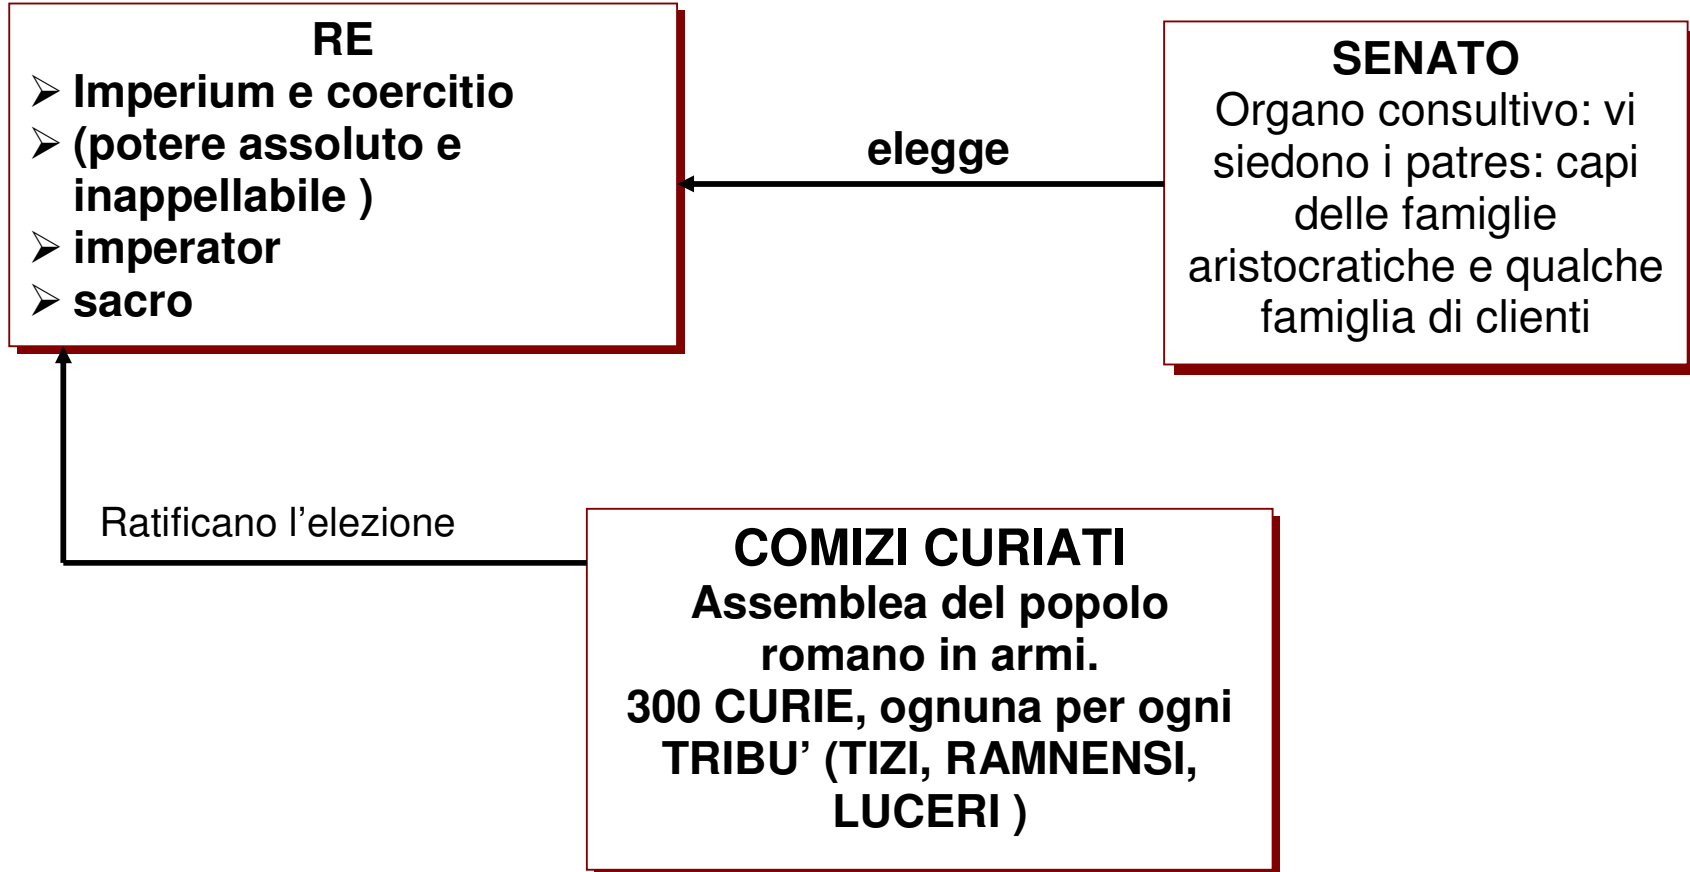 RE
➢ Imperium e coercitio
➢ (potere assoluto e
inappellabile )
➢ imperator
➢ sacro
elegge
SENATO
Organo consultivo: vi
siedono i patres: capi
delle famiglie
aristocratiche e qualche
famiglia di clienti
Ratificano l’elezione
COMIZI CURIATI
Assemblea del popolo
romano in armi.
300 CURIE, ognuna per ogni
TRIBU’ (TIZI, RAMNENSI,
LUCERI )